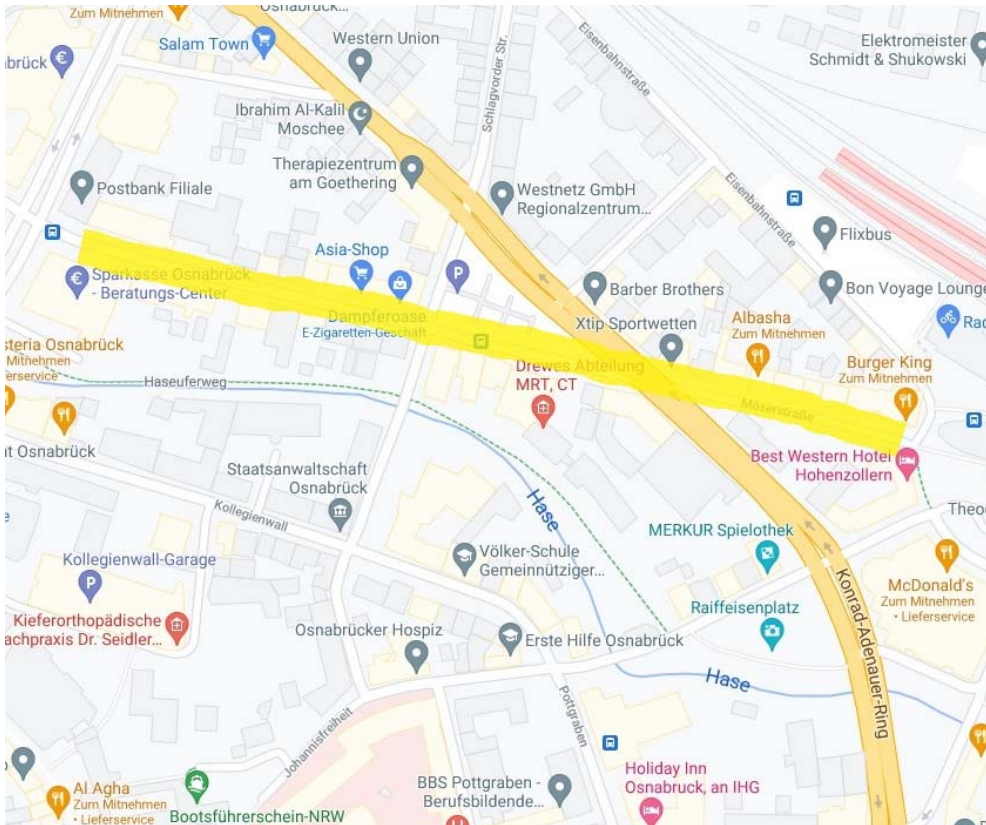 Zum Mitnehmen
Osnabrück...
Salam Town
Western Union
Schlagvorder Str.
Eisenbahnstraße
Elektromeister
Schmidt & Shukowski
brück
Ibrahim Al-Kalil
Moschee
Therapiezentrum
am Goethering
Postbank Filiale
Westnetz GmbH
Regionalzentrum...
Eisenbahnstraße
Flixbus
Asia-Shop
P
Sparkasse Osnabrück
- Beratungs-Center
Dampferoase
E-Zigaretten-Geschäft
Barber Brothers
Bon Voyage Lounge
Xtip Sportwetten
Albasha
Zum Mitnehmen
Rad
steria Osnabrück
Mitnehmen
ieferservice
Haseuferweg
Drewes Abteilung
MRT, CT
Burger King
Zum Mitnehmen
Möserstraße
t Osnabrück
Staatsanwaltschaft
Osnabrück
Best Western Hotel
Hohenzollern
Kollegienwall
Hase
Theo
Kollegienwall-Garage
P
Völker-Schule
Gemeinnütziger...
MERKUR Spielothek
McDonald's
Zum Mitnehmen
• Lieferservice
Konrad-Adenauer-Ring
Kieferorthopädische
achpraxis Dr. Seidler...
Raiffeisenplatz
Osnabrücker Hospiz
Erste Hilfe Osnabrück
Hase
Johannisfreiheit
Pottgraben
Al Agha
Zum Mitnehmen
• Lieferservice
Bootsführerschein-NRW
BBS Pottgraben -
Berufsbildende...
Holiday Inn
Osnabruck, an IHG